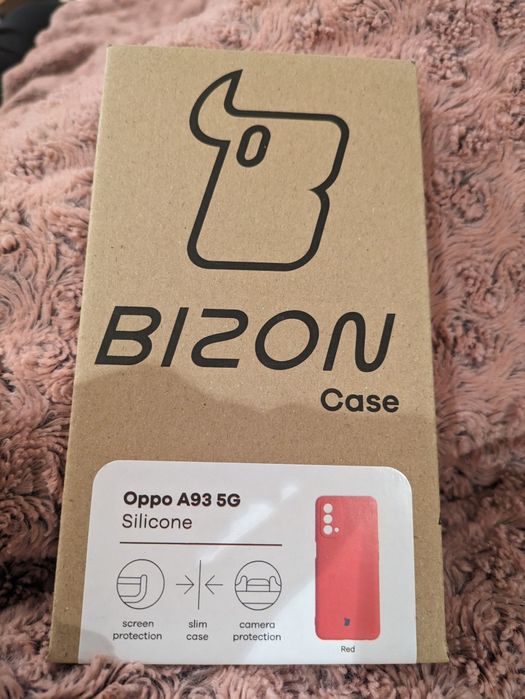 BIZON
Case
Oppo A93 5G
Silicone
screen
protection
slim
case
camera
protection
Red